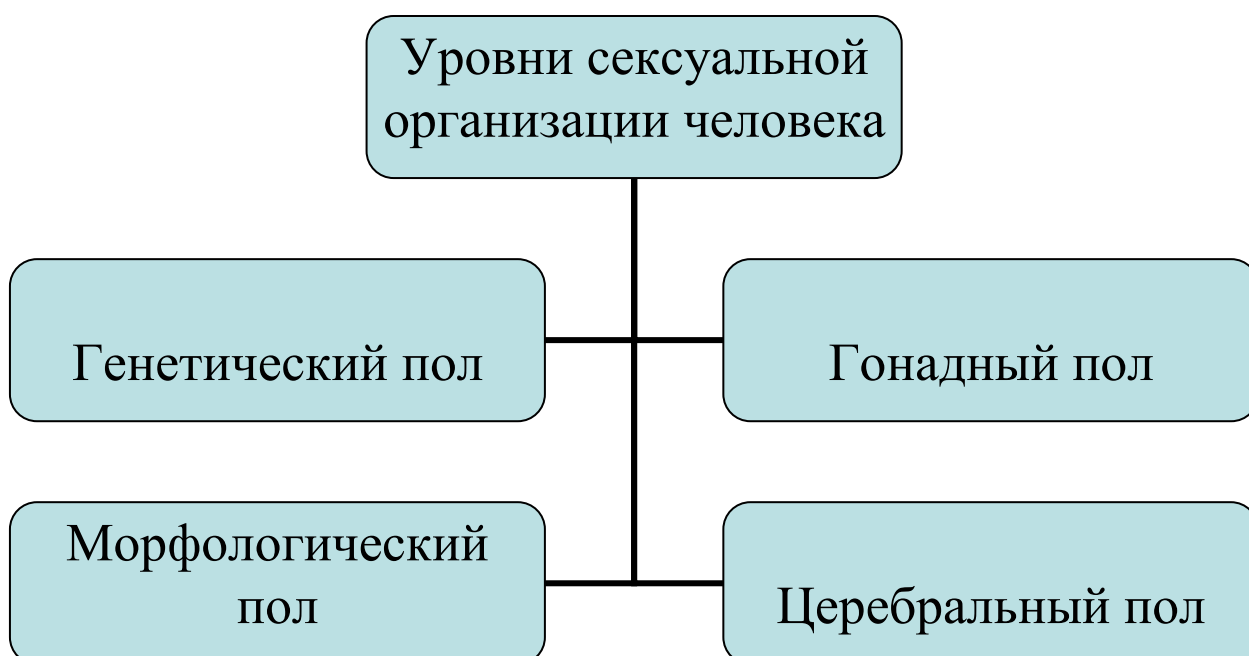 Уровни сексуальной
организации человека
Генетический пол
Гонадный пол
Морфологический
пол
Церебральный пол